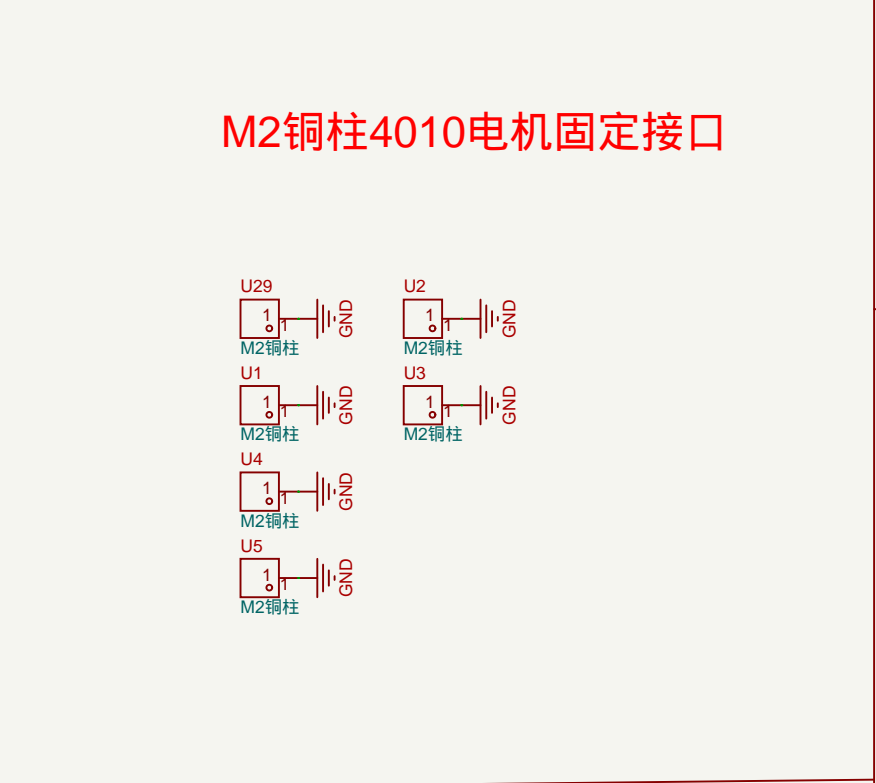 M2铜柱4010电机固定接口
U29 U2
1 1 GND 1 1 GND
M2铜柱 M2铜柱
U1 U3
1 1 GND 1 1 GND
M2铜柱 M2铜柱
U4
1 1 GND
M2铜柱
U5
1 1 GND
M2铜柱